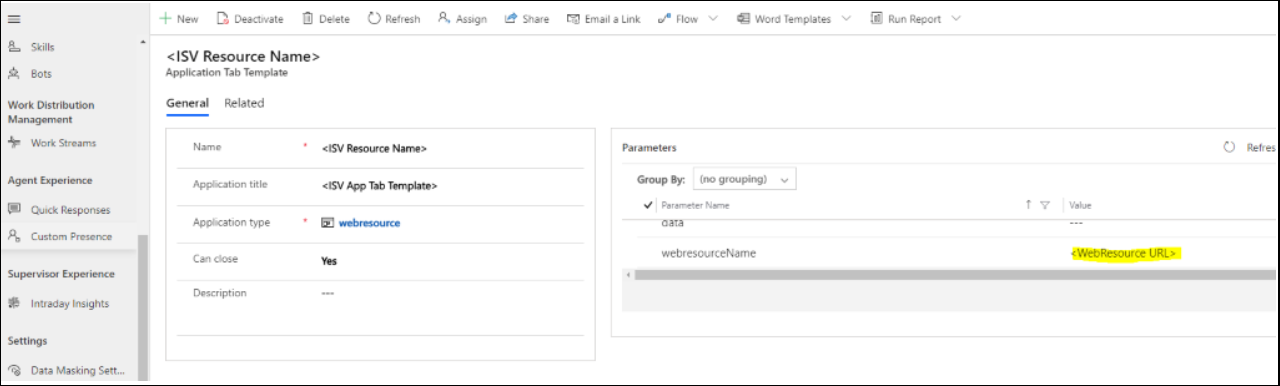 New Deactivate Delete Refresh Assign Share Email a Link Flow Word Templates Run Report
Skills
Bots
Work Distribution
Management
Work Streams
Agent Experience
Quick Responses
Custom Presence
Supervisor Experience
Intraday Insights
Settings
Data Masking Sett...
<ISV Resource Name>
Application Tab Template
General Related
Name * <ISV Resource Name>
Application title <ISV App Tab Template>
Application type * webresource
Can close Yes
Description ---
Parameters Refres
Group By: (no grouping)
Parameter Name Value
data ---
webresourceName <WebResource URL>